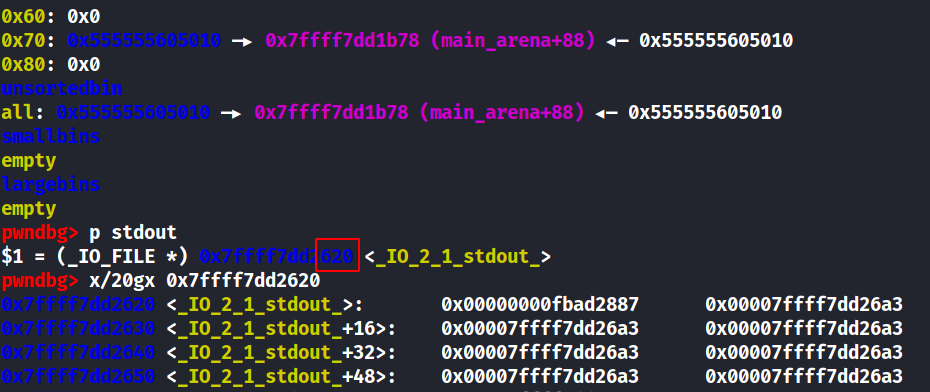 0x60: 0x0
0x70: 0x555555605010 —▸ 0x7ffff7dd1b78 (main_arena+88) ◂— 0x555555605010
0x80: 0x0
unsortedbin
all: 0x555555605010 —▸ 0x7ffff7dd1b78 (main_arena+88) ◂— 0x555555605010
smallbins
empty
largebins
empty
pwndbg> p stdout
$1 = (_IO_FILE *) 0x7ffff7dd2620 <_IO_2_1_stdout_>
pwndbg> x/20gx 0x7ffff7dd2620
0x7ffff7dd2620 <_IO_2_1_stdout_>: 0x00000000fbad2887 0x00007ffff7dd26a3
0x7ffff7dd2630 <_IO_2_1_stdout_+16>: 0x00007ffff7dd26a3 0x00007ffff7dd26a3
0x7ffff7dd2640 <_IO_2_1_stdout_+32>: 0x00007ffff7dd26a3 0x00007ffff7dd26a3
0x7ffff7dd2650 <_IO_2_1_stdout_+48>: 0x00007ffff7dd26a3 0x00007ffff7dd26a3